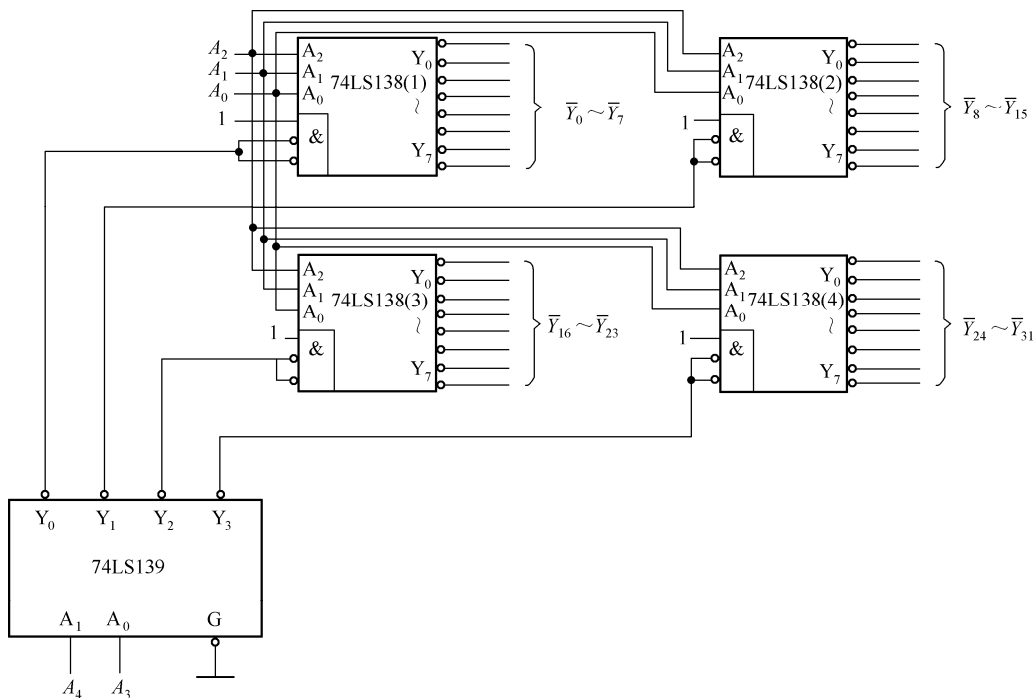 A₂
A₁
A₀
1
A₂
A₁
A₀
&
74LS138(1)
Y₀
~
Y₇
Y̅₀～Y̅₇
A₂
A₁
A₀
1
&
74LS138(2)
Y₀
~
Y₇
Y̅₈～Y̅₁₅
A₂
A₁
A₀
1
&
74LS138(3)
Y₀
~
Y₇
Y̅₁₆～Y̅₂₃
A₂
A₁
A₀
1
&
74LS138(4)
Y₀
~
Y₇
Y̅₂₄～Y̅₃₁
Y₀ Y₁ Y₂ Y₃
74LS139
A₁ A₀ G
A₄ A₃